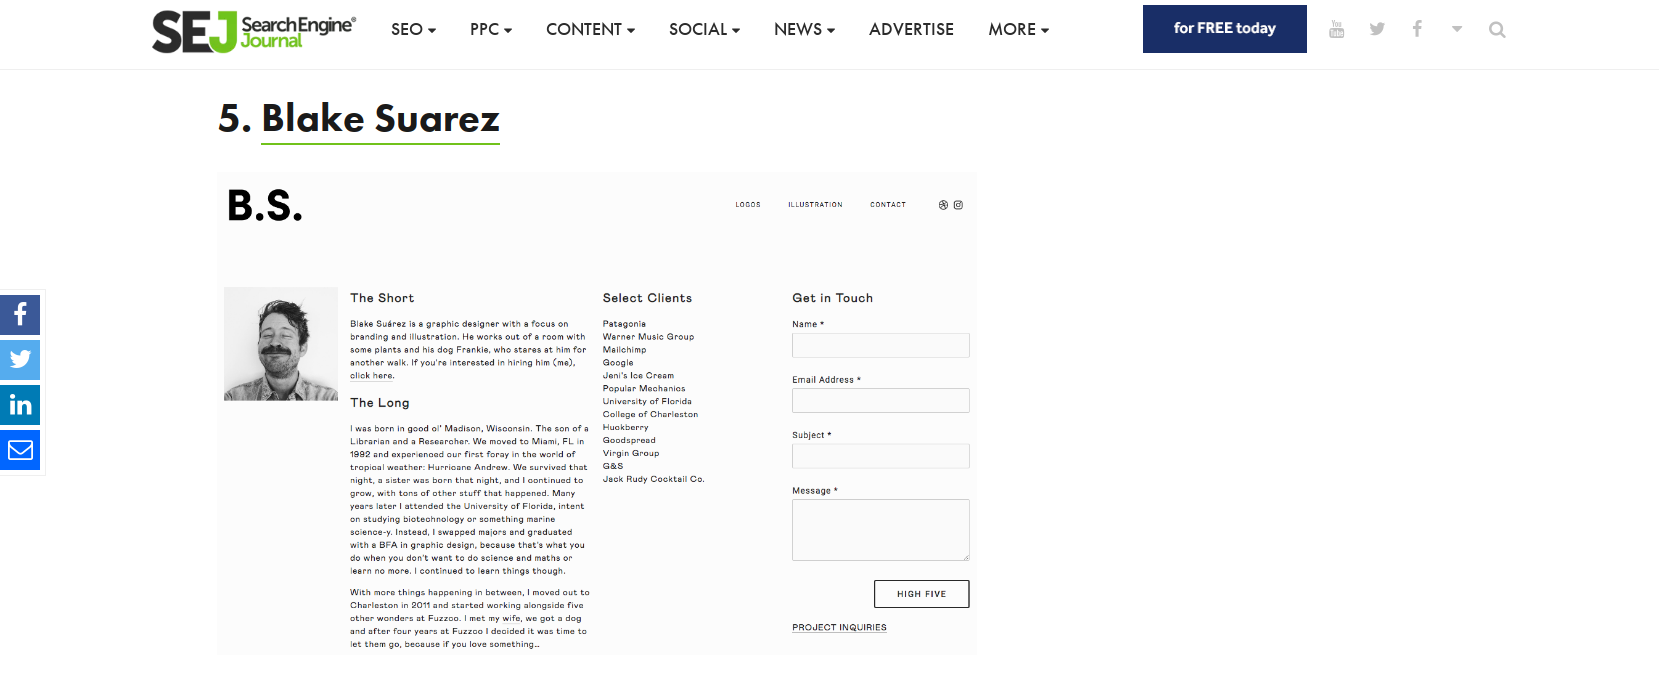 SEJ SearchEngine® Journal
SEO
PPC
CONTENT
SOCIAL
NEWS
ADVERTISE
MORE
for FREE today
You Tube
5. Blake Suarez
B.S.
LOGOS
ILLUSTRATION
CONTACT
The Short
Blake Suárez is a graphic designer with a focus on
branding and illustration. He works out of a room with
some plants and his dog Frankie, who stares at him for
another walk. If you're interested in hiring him (me),
click here.
The Long
I was born in good ol' Madison, Wisconsin. The son of a
Librarian and a Researcher. We moved to Miami, FL in
1992 and experienced our first foray in the world of
tropical weather: Hurricane Andrew. We survived that
night, a sister was born that night, and I continued to
grow, with tons of other stuff that happened. Many
years later I attended the University of Florida, intent
on studying biotechnology or something marine
science-y. Instead, I swapped majors and graduated
with a BFA in graphic design, because that's what you
do when you don't want to do science and maths or
learn no more. I continued to learn things though.
With more things happening in between, I moved out to
Charleston in 2011 and started working alongside five
other wonders at Fuzzco. I met my wife, we got a dog
and after four years at Fuzzco I decided it was time to
let them go, because if you love something…
Select Clients
Patagonia
Warner Music Group
Mailchimp
Google
Jeni's Ice Cream
Popular Mechanics
University of Florida
College of Charleston
Huckberry
Goodspread
Virgin Group
G&S
Jack Rudy Cocktail Co.
Get in Touch
Name *
Email Address *
Subject *
Message *
HIGH FIVE
PROJECT INQUIRIES